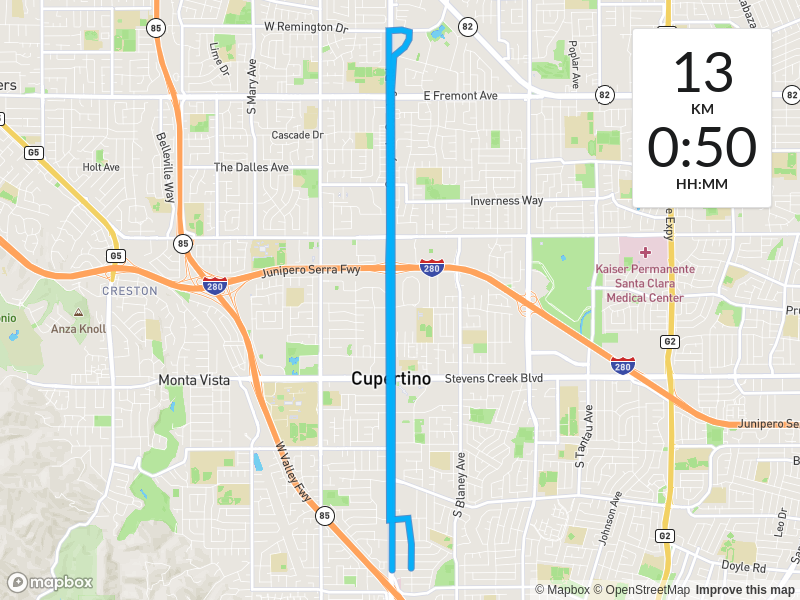 W Remington Dr
85
82
Lime Dr
S Mary Ave
Poplar Ave
13
KM
0:50
HH:MM
E Fremont Ave
82
82
G5
Cascade Dr
Belleville Way
Holt Ave
The Dalles Ave
Inverness Way
85
G5
Junipero Serra Fwy
280
280
CRESTON
Kaiser Permanente
Santa Clara
Medical Center
Anza Knoll
G2
280
Monta Vista
Cupertino
Stevens Creek Blvd
S Tantau Ave
W Valley Fwy
S Blaney Ave
85
Johnson Ave
Leo Dr
G2
Doyle Rd
mapbox
© Mapbox © OpenStreetMap Improve this map